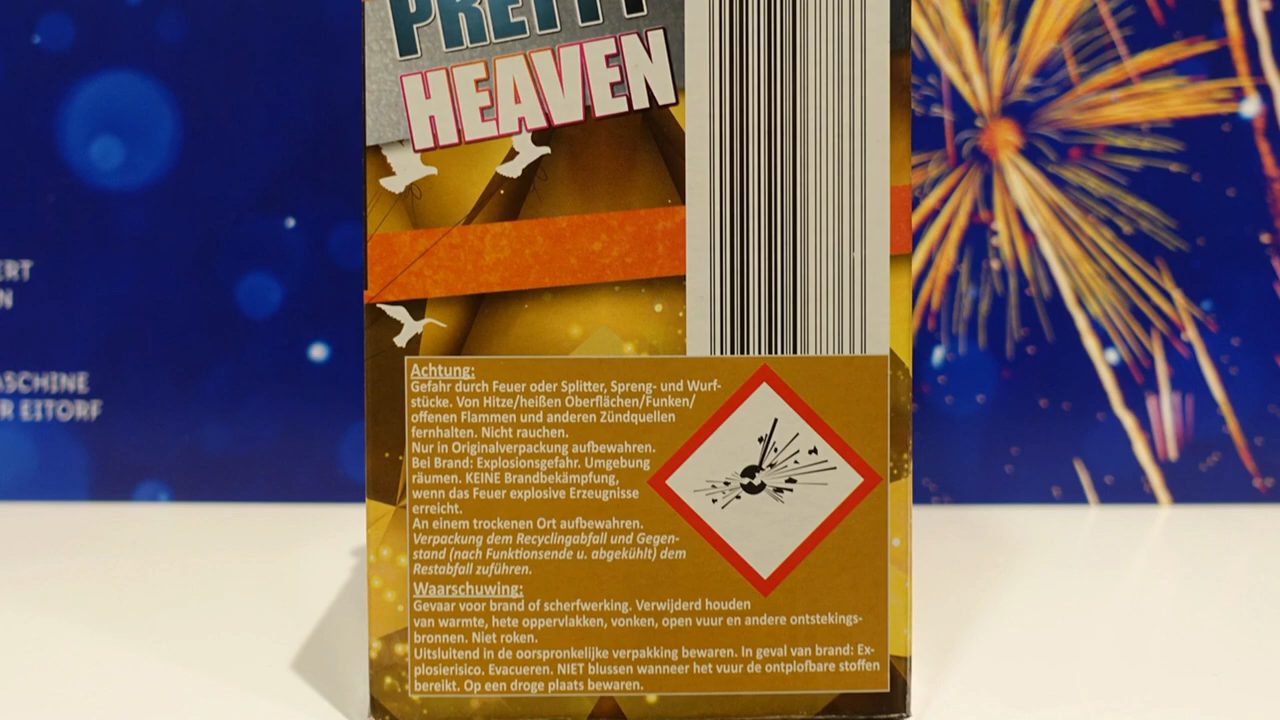 PRETTY
HEAVEN
ERT
N
ASCHINE
R EITORF
Achtung:
Gefahr durch Feuer oder Splitter, Spreng- und Wurf-
stücke. Von Hitze/heißen Oberflächen/Funken/
offenen Flammen und anderen Zündquellen
fernhalten. Nicht rauchen.
Nur in Originalverpackung aufbewahren.
Bei Brand: Explosionsgefahr. Umgebung
räumen. KEINE Brandbekämpfung,
wenn das Feuer explosive Erzeugnisse
erreicht.
An einem trockenen Ort aufbewahren.
Verpackung dem Recyclingabfall und Gegen-
stand (nach Funktionsende u. abgekühlt) dem
Restabfall zuführen.
Waarschuwing:
Gevaar voor brand of scherfwerking. Verwijderd houden
van warmte, hete oppervlakken, vonken, open vuur en andere ontstekings-
bronnen. Niet roken.
Uitsluitend in de oorspronkelijke verpakking bewaren. In geval van brand: Ex-
plosierisico. Evacueren. NIET blussen wanneer het vuur de ontplofbare stoffen
bereikt. Op een droge plaats bewaren.